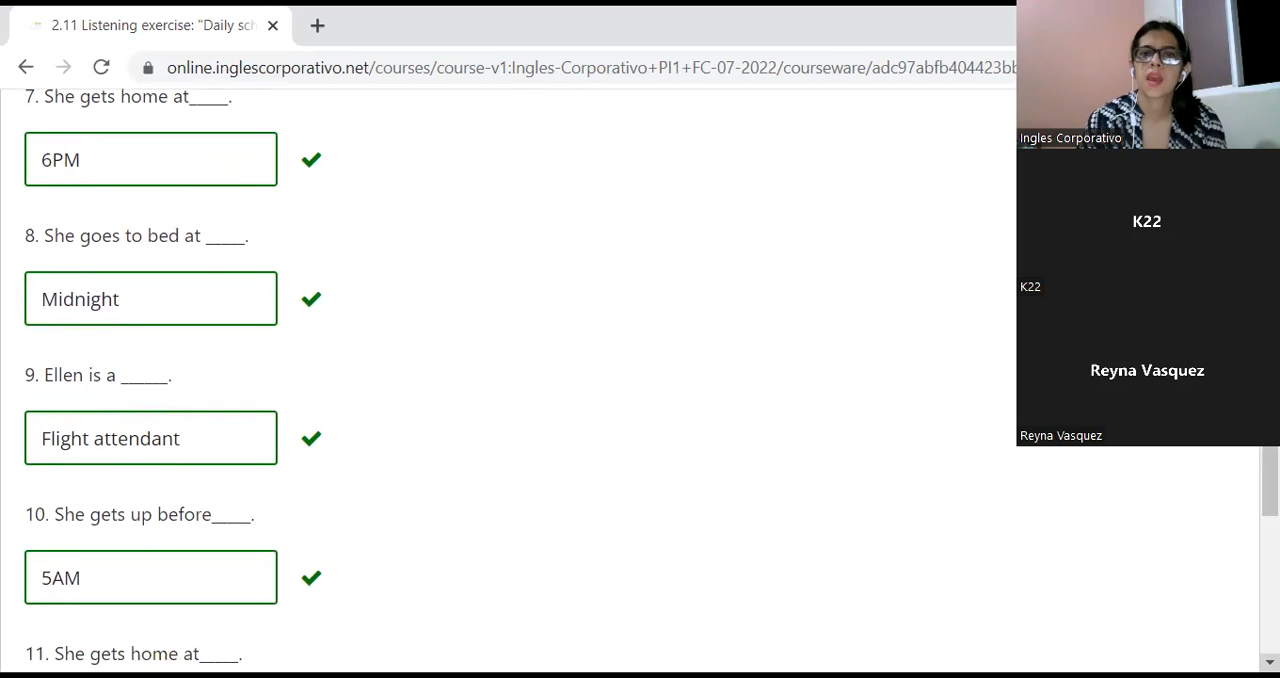 2.11 Listening exercise: "Daily sch
online.inglescorporativo.net/courses/course-v1:Ingles-Corporativo+PI1+FC-07-2022/courseware/adc97abfb404423bb
7. She gets home at_____.
6PM
8. She goes to bed at _____.
Midnight
9. Ellen is a ______.
Flight attendant
10. She gets up before_____.
5AM
11. She gets home at_____.
Ingles Corporativo
K22
K22
Reyna Vasquez
Reyna Vasquez